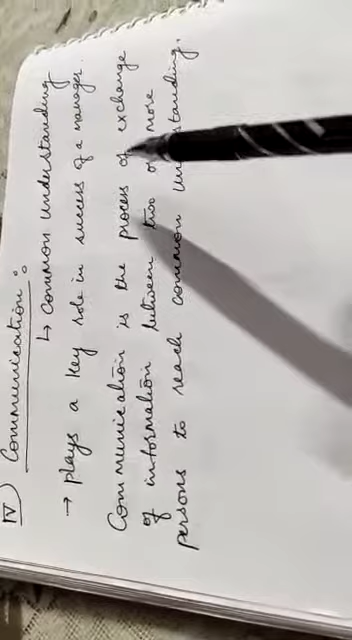 IV) Communication :
↳ Common understanding
→ plays a key role in success of a manager.
Communication is the process of exchange
of information between two or more
persons to reach common understanding.